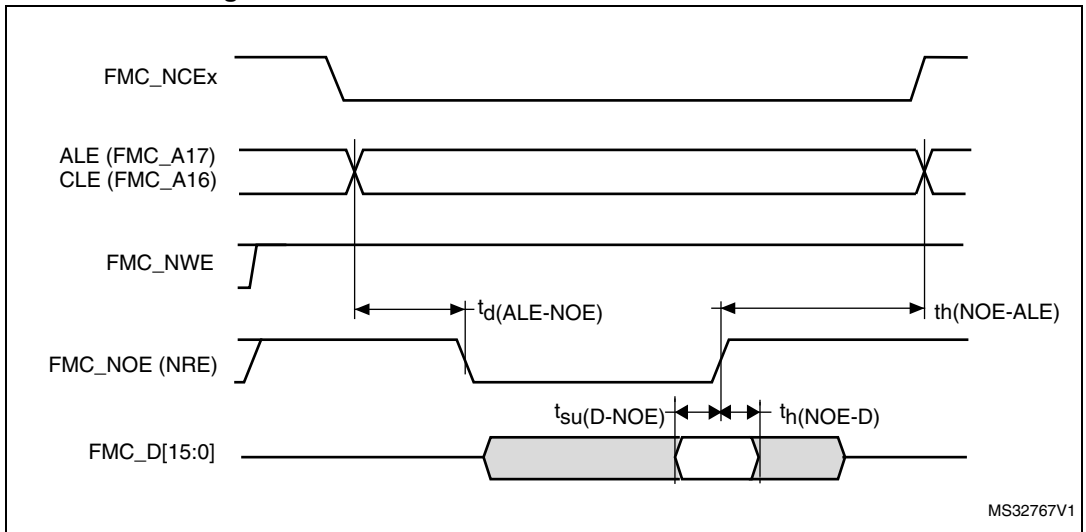 FMC_NCEx
ALE (FMC_A17)
CLE (FMC_A16)
FMC_NWE
td(ALE-NOE)
th(NOE-ALE)
FMC_NOE (NRE)
tsu(D-NOE)
th(NOE-D)
FMC_D[15:0]
MS32767V1